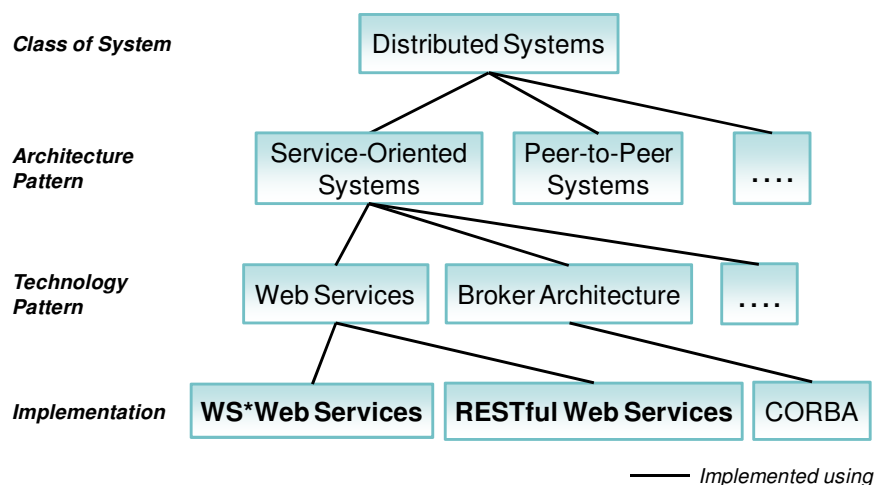 Class of System
Distributed Systems
Architecture
Pattern
Service-Oriented
Systems
Peer-to-Peer
Systems
....
Technology
Pattern
Web Services
Broker Architecture
....
Implementation
WS*Web Services
RESTful Web Services
CORBA
Implemented using